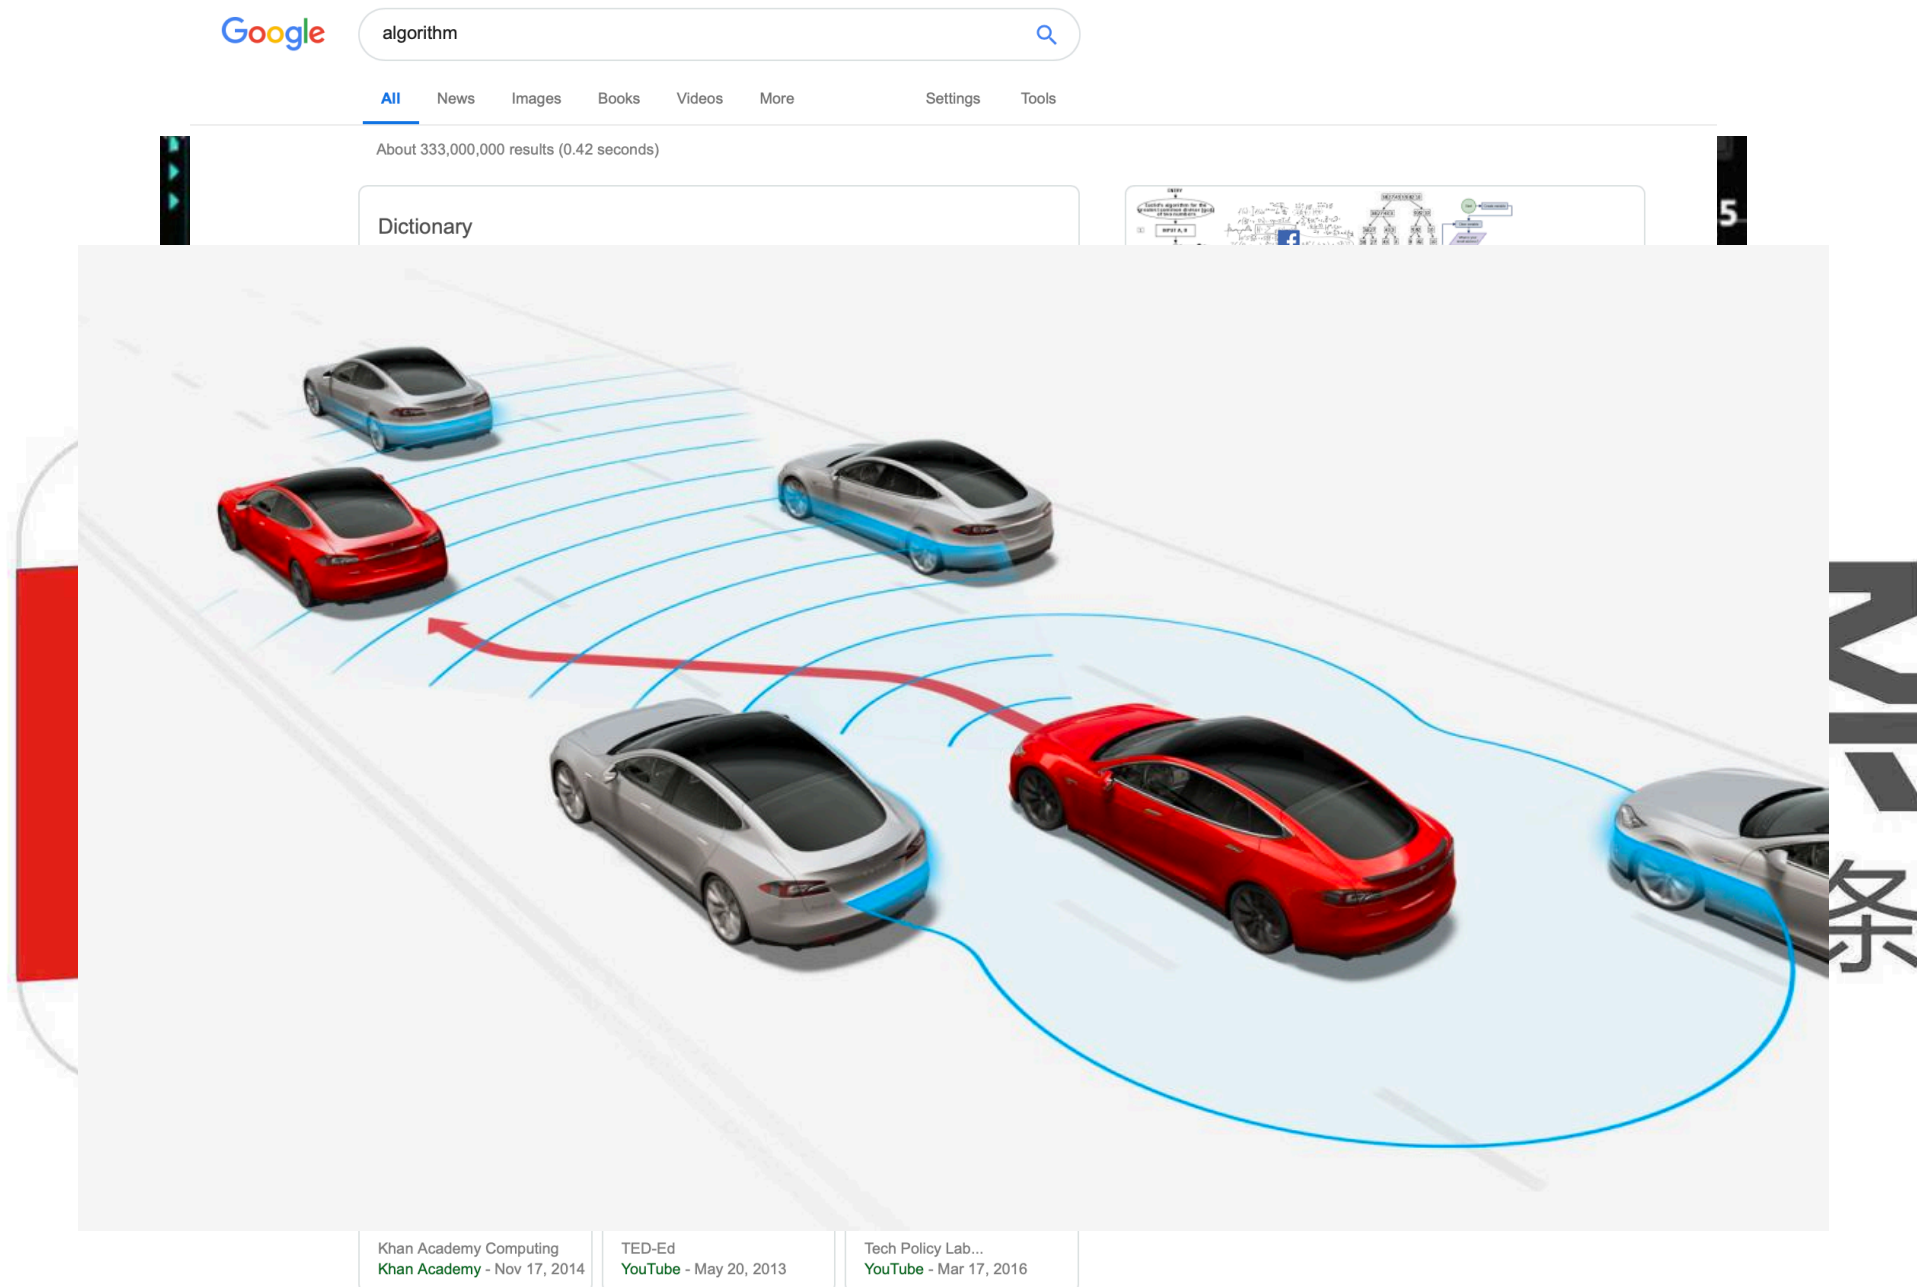 Google
algorithm
All News Images Books Videos More Settings Tools
About 333,000,000 results (0.42 seconds)
Dictionary
ENTRY
INPUT A, B
5
条
Khan Academy Computing
Khan Academy - Nov 17, 2014
TED-Ed
YouTube - May 20, 2013
Tech Policy Lab...
YouTube - Mar 17, 2016